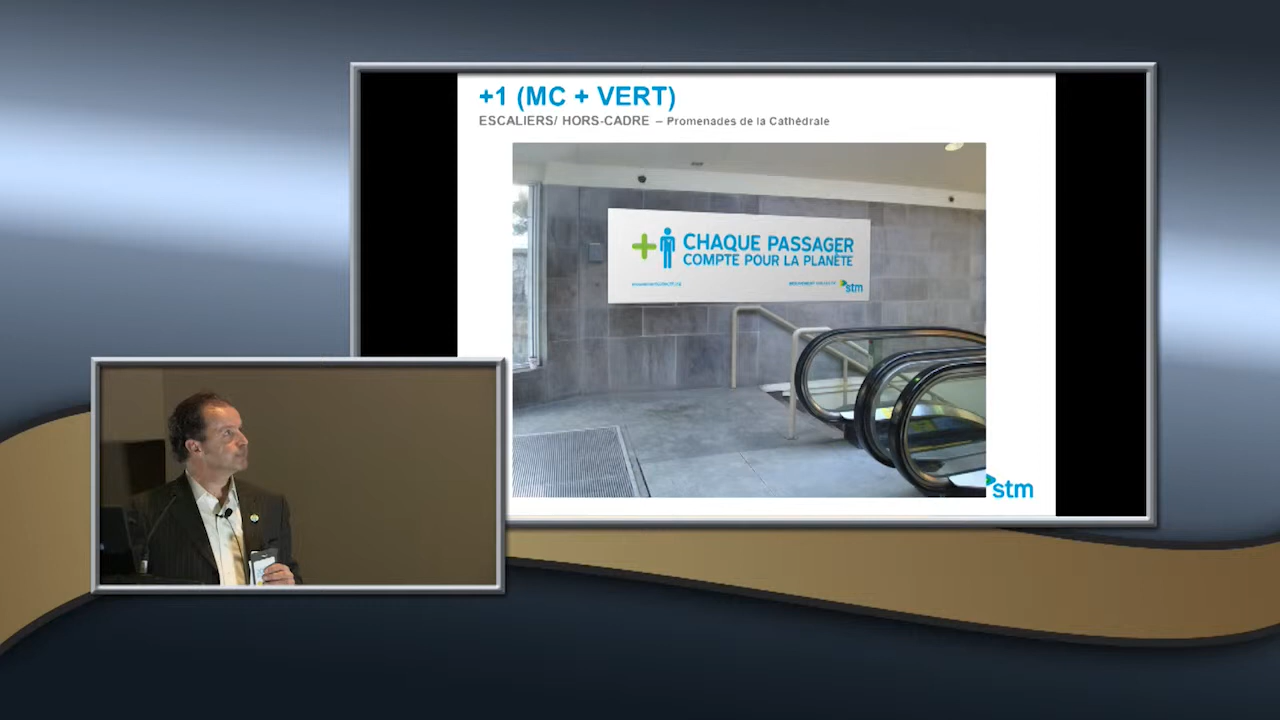 +1 (MC + VERT)
ESCALIERS/ HORS-CADRE – Promenades de la Cathédrale
+ CHAQUE PASSAGER
COMPTE POUR LA PLANÈTE
stm
stm